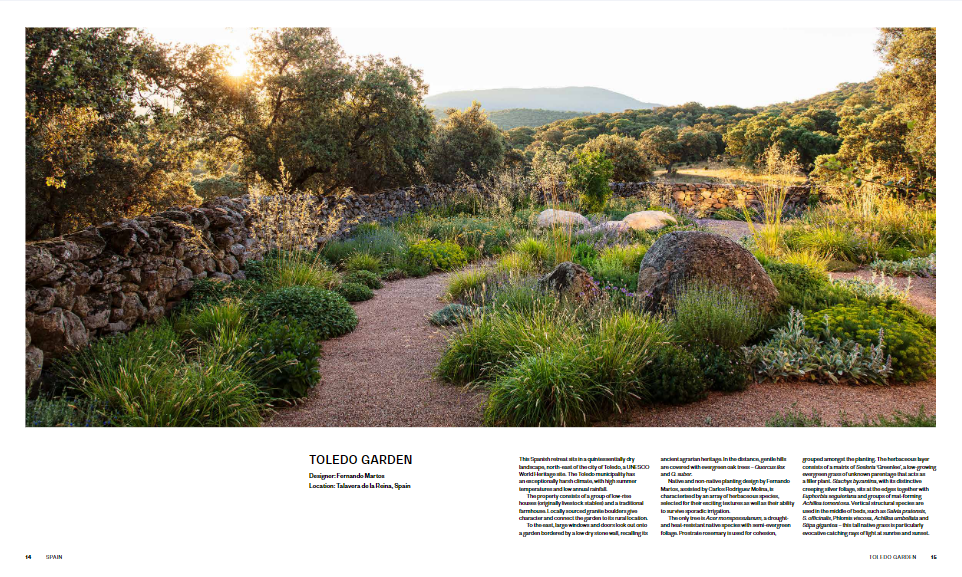 TOLEDO GARDEN
Designer: Fernando Martos
Location: Talavera de la Reina, Spain
This Spanish retreat sits in a quintessentially dry
landscape, north-east of the city of Toledo, a UNESCO
World Heritage site. The Toledo municipality has
an exceptionally harsh climate, with high summer
temperatures and low annual rainfall.
The property consists of a group of low-rise
houses (originally livestock stables) and a traditional
farmhouse. Locally sourced granite boulders give
character and connect the garden to its rural location.
To the east, large windows and doors look out onto
a garden bordered by a low dry stone wall, recalling its
ancient agrarian heritage. In the distance, gentle hills
are covered with evergreen oak trees – Quercus ilex
and Q. suber.
Native and non-native planting design by Fernando
Martos, assisted by Carlos Rodriguez Molina, is
characterised by an array of herbaceous species,
selected for their exciting textures as well as their ability
to survive sporadic irrigation.
The only tree is Acer monspessulanum, a drought-
and heat-resistant native species with semi-evergreen
foliage. Prostrate rosemary is used for cohesion,
grouped amongst the planting. The herbaceous layer
consists of a matrix of Sesleria 'Greenlee', a low-growing
evergreen grass of unknown parentage that acts as
a filler plant. Stachys byzantina, with its distinctive
creeping silver foliage, sits at the edges together with
Euphorbia seguieriana and groups of mat-forming
Achillea tomentosa. Vertical structural species are
used in the middle of beds, such as Salvia pratensis,
S. officinalis, Phlomis viscosa, Achillea umbellata and
Stipa gigantea – this tall native grass is particularly
evocative catching rays of light at sunrise and sunset.
14 SPAIN
TOLEDO GARDEN 15